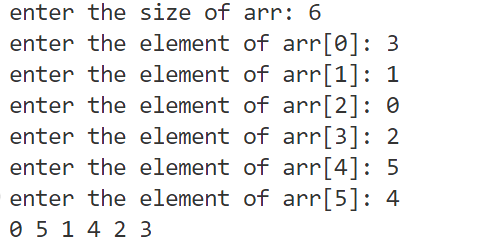 enter the size of arr: 6
enter the element of arr[0]: 3
enter the element of arr[1]: 1
enter the element of arr[2]: 0
enter the element of arr[3]: 2
enter the element of arr[4]: 5
enter the element of arr[5]: 4
0 5 1 4 2 3